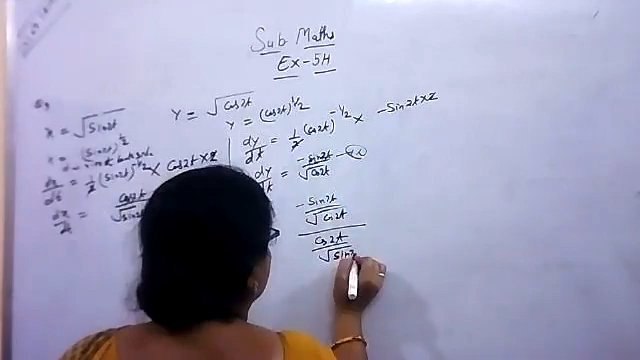 Sub Maths
Ex-5H
x = √sin2t
y = √cos2t
y = (cos2t)^1/2
x = (sin2t)^1/2
dy/dt = 1/2 (cos2t)^-1/2 × -sin2t×2
dx/dt = 1/2 (sin2t)^-1/2 × cos2t×2
dy/dt = -sin2t/√cos2t
dx/dt = cos2t/√sin2t
-sin2t/√cos2t
cos2t/√sin2